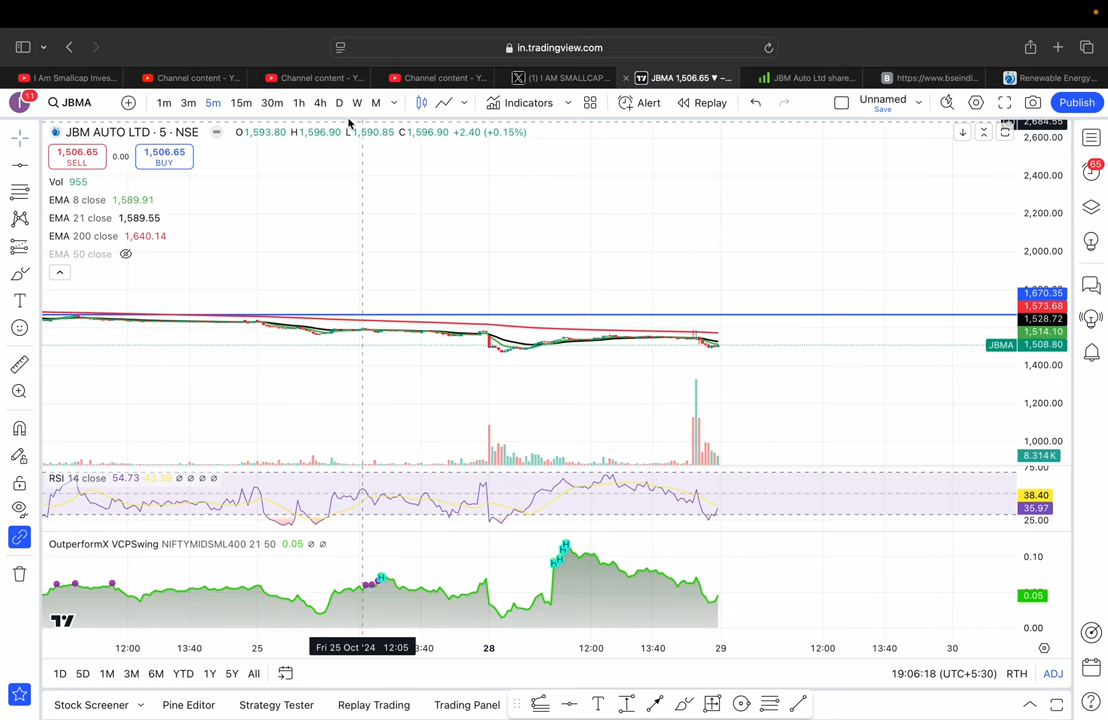 in.tradingview.com
I Am Smallcap Inves...
Channel content - Y...
Channel content - Y...
Channel content - Y...
(1) I AM SMALLCAP...
JBMA 1,506.65 ▼ –...
JBM Auto Ltd share...
https://www.bseindi...
Renewable Energy...
11
JBMA
1m 3m 5m 15m 30m 1h 4h D W M
Indicators
Alert
Replay
Unnamed
Save
Publish
JBM AUTO LTD · 5 · NSE
O1,593.80 H1,596.90 L1,590.85 C1,596.90 +2.40 (+0.15%)
1,506.65
SELL
0.00
1,506.65
BUY
Vol 955
EMA 8 close 1,589.91
EMA 21 close 1,589.55
EMA 200 close 1,640.14
EMA 50 close
2,684.55
2,600.00
2,400.00
2,200.00
2,000.00
1,670.35
1,573.68
1,528.72
1,514.10
JBMA 1,508.80
1,400.00
1,200.00
1,000.00
8.314K
65
RSI 14 close 54.73 43.39 ∅ ∅ ∅ ∅
75.00
38.40
35.97
25.00
OutperformX VCPSwing NIFTYMIDSML400 21 50 0.05 ∅ ∅
H
H
H
H
0.10
0.05
0.00
12:00 13:40 25 Fri 25 Oct '24 12:05 3:40 28 12:00 13:40 29 12:00 13:40 30
1D 5D 1M 3M 6M YTD 1Y 5Y All
19:06:18 (UTC+5:30) RTH ADJ
Stock Screener Pine Editor Strategy Tester Replay Trading Trading Panel